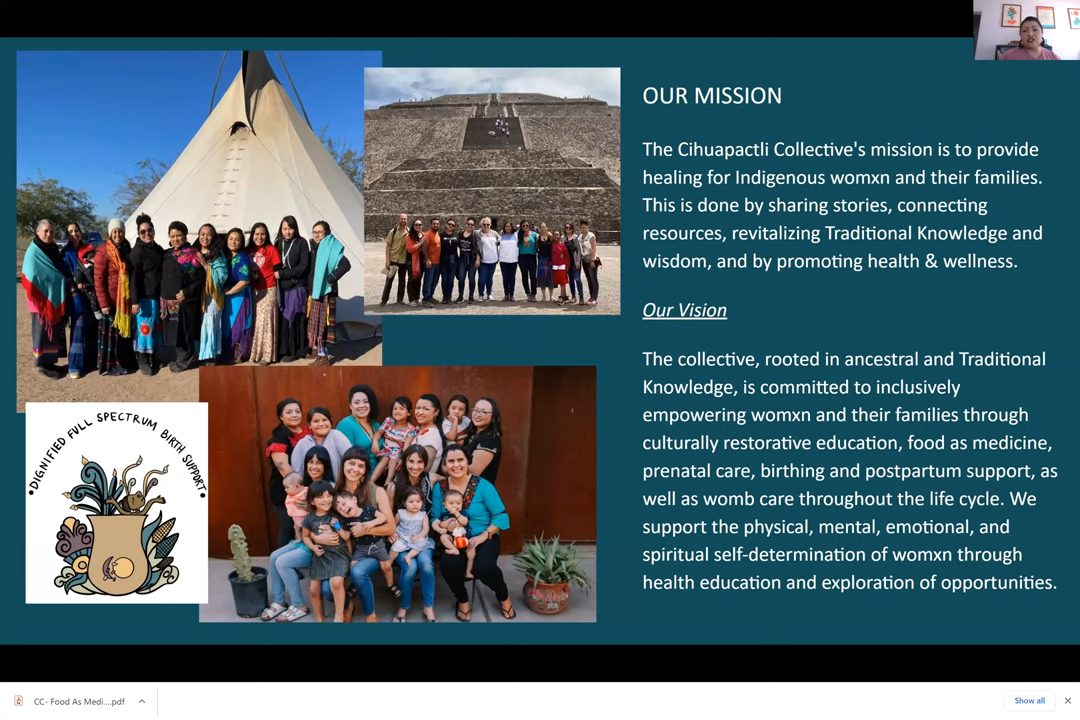 OUR MISSION
The Cihuapactli Collective's mission is to provide
healing for Indigenous womxn and their families.
This is done by sharing stories, connecting
resources, revitalizing Traditional Knowledge and
wisdom, and by promoting health & wellness.
Our Vision
The collective, rooted in ancestral and Traditional
Knowledge, is committed to inclusively
empowering womxn and their families through
culturally restorative education, food as medicine,
prenatal care, birthing and postpartum support, as
well as womb care throughout the life cycle. We
support the physical, mental, emotional, and
spiritual self-determination of womxn through
health education and exploration of opportunities.
•DIGNIFIED FULL SPECTRUM BIRTH SUPPORT•
CC- Food As Medi....pdf
Show all